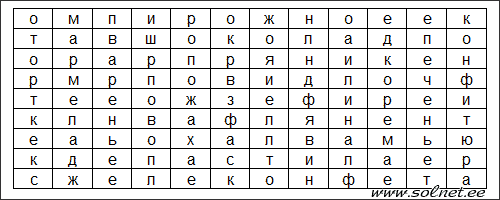 о м п и р о ж н о е е к
т а в ш о к о л а д п о
о р а р п р я н и к е н
р м р п о в и д п о ч ф
т е е о ж з е ф и р е и
к л н в а ф л я н е н т
е а ь о х а л в а м ь ю
к д е п а с т и л а е р
с ж е л е к о н ф е т а
www.solnet.ee